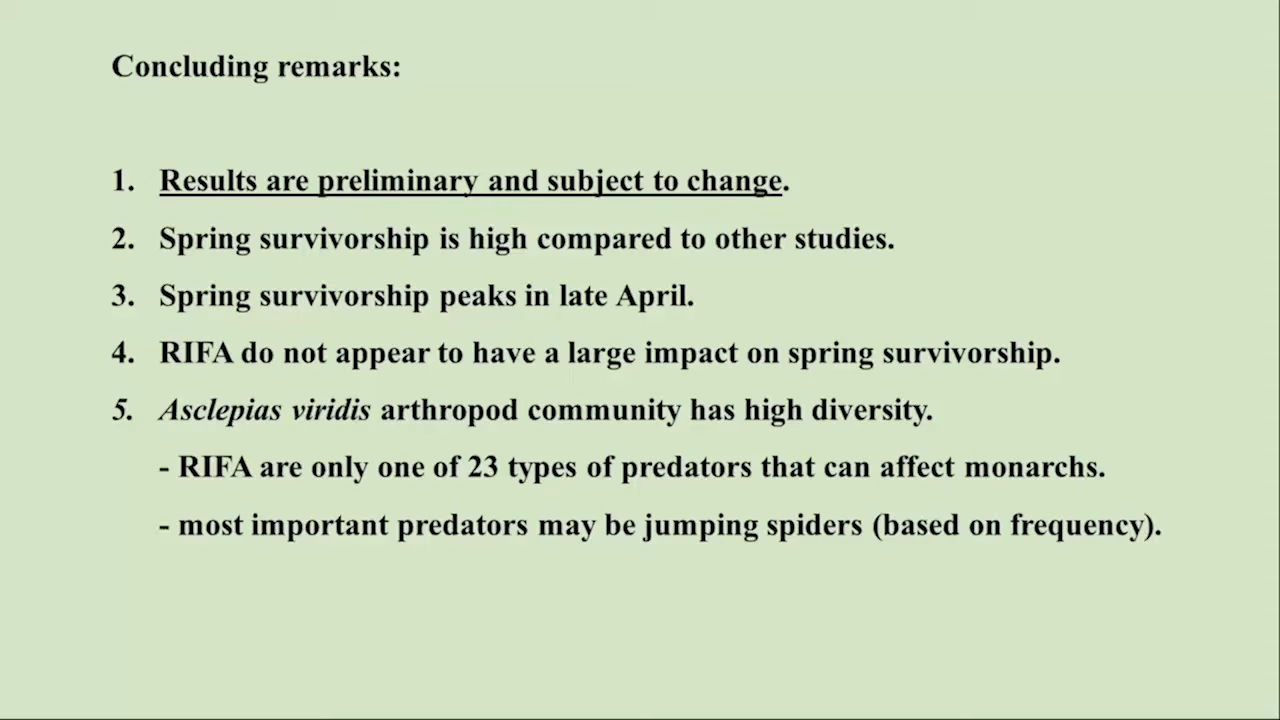 Concluding remarks:
1. Results are preliminary and subject to change.
2. Spring survivorship is high compared to other studies.
3. Spring survivorship peaks in late April.
4. RIFA do not appear to have a large impact on spring survivorship.
5. Asclepias viridis arthropod community has high diversity.
- RIFA are only one of 23 types of predators that can affect monarchs.
- most important predators may be jumping spiders (based on frequency).